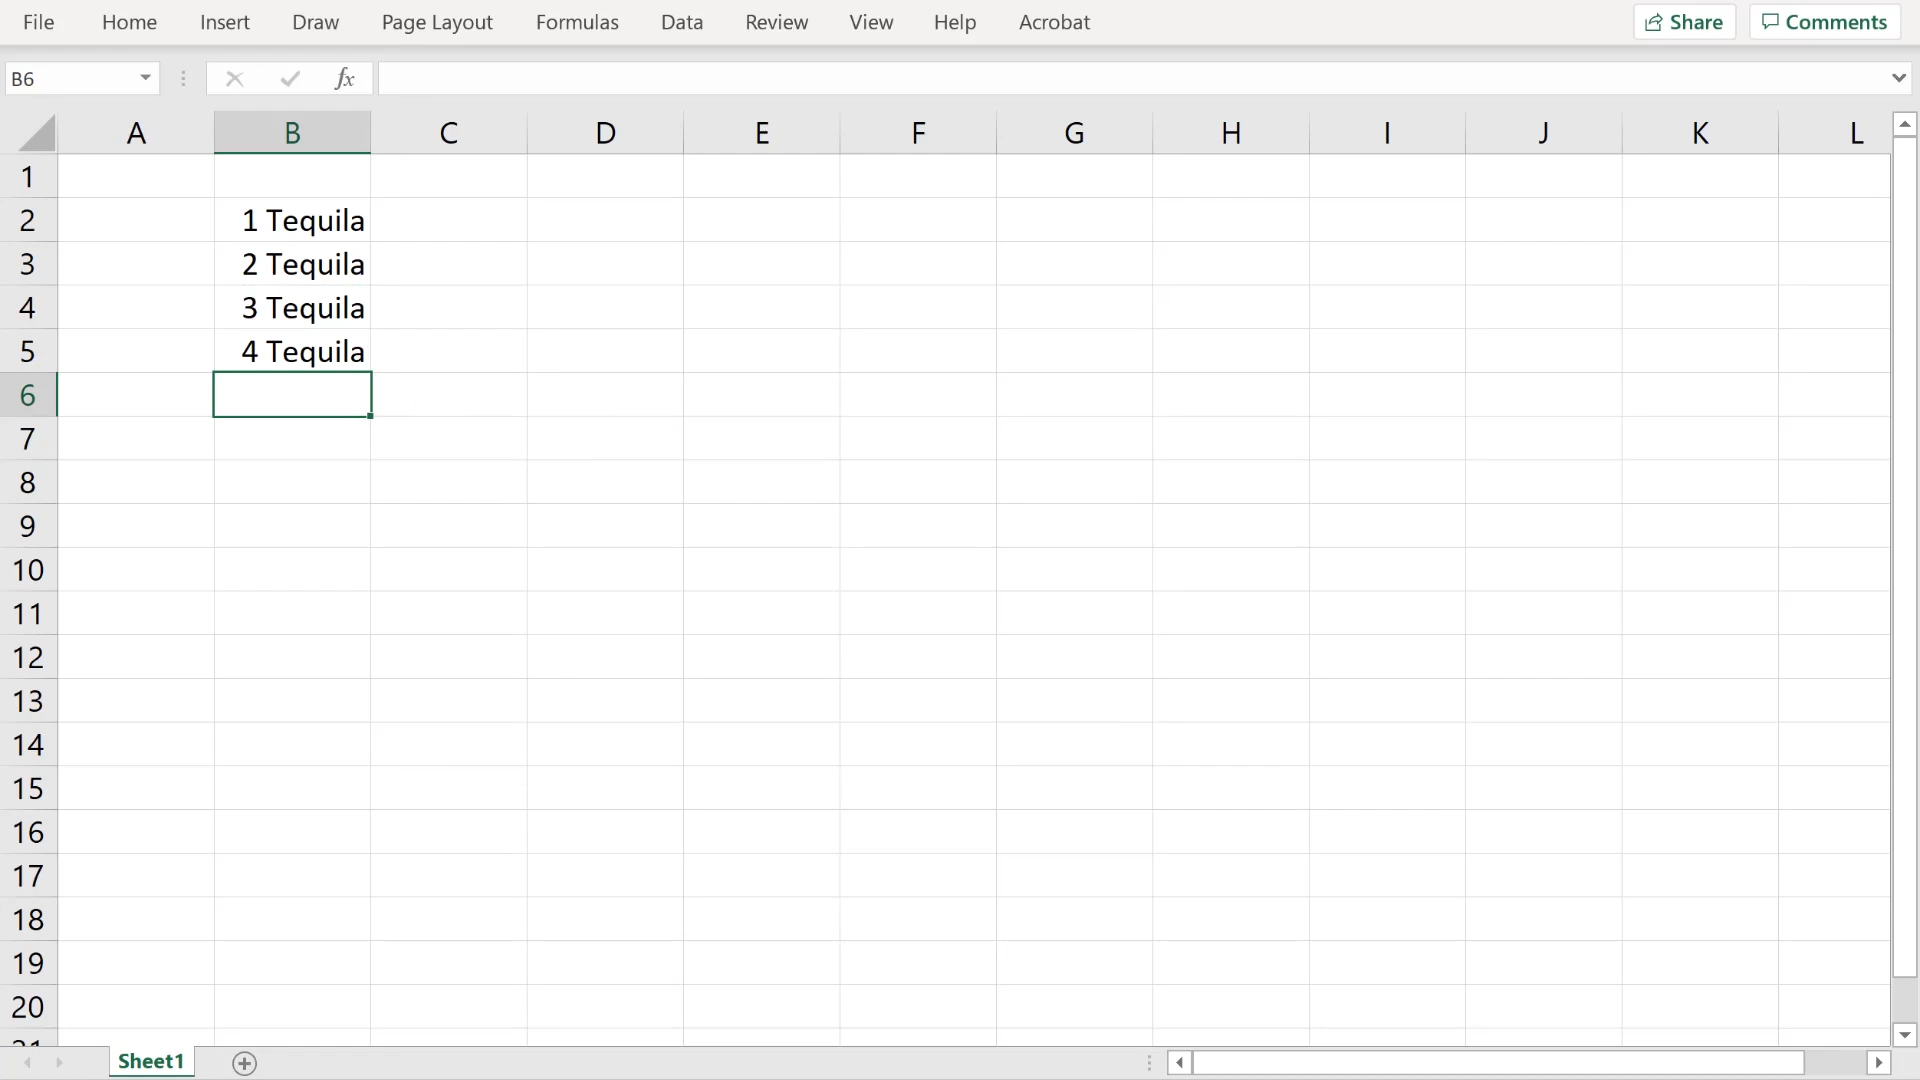 File Home Insert Draw Page Layout Formulas Data Review View Help Acrobat Share Comments
B6 fx
A B C D E F G H I J K L
1
2 1 Tequila
3 2 Tequila
4 3 Tequila
5 4 Tequila
6
7
8
9
10
11
12
13
14
15
16
17
18
19
20
21
Sheet1